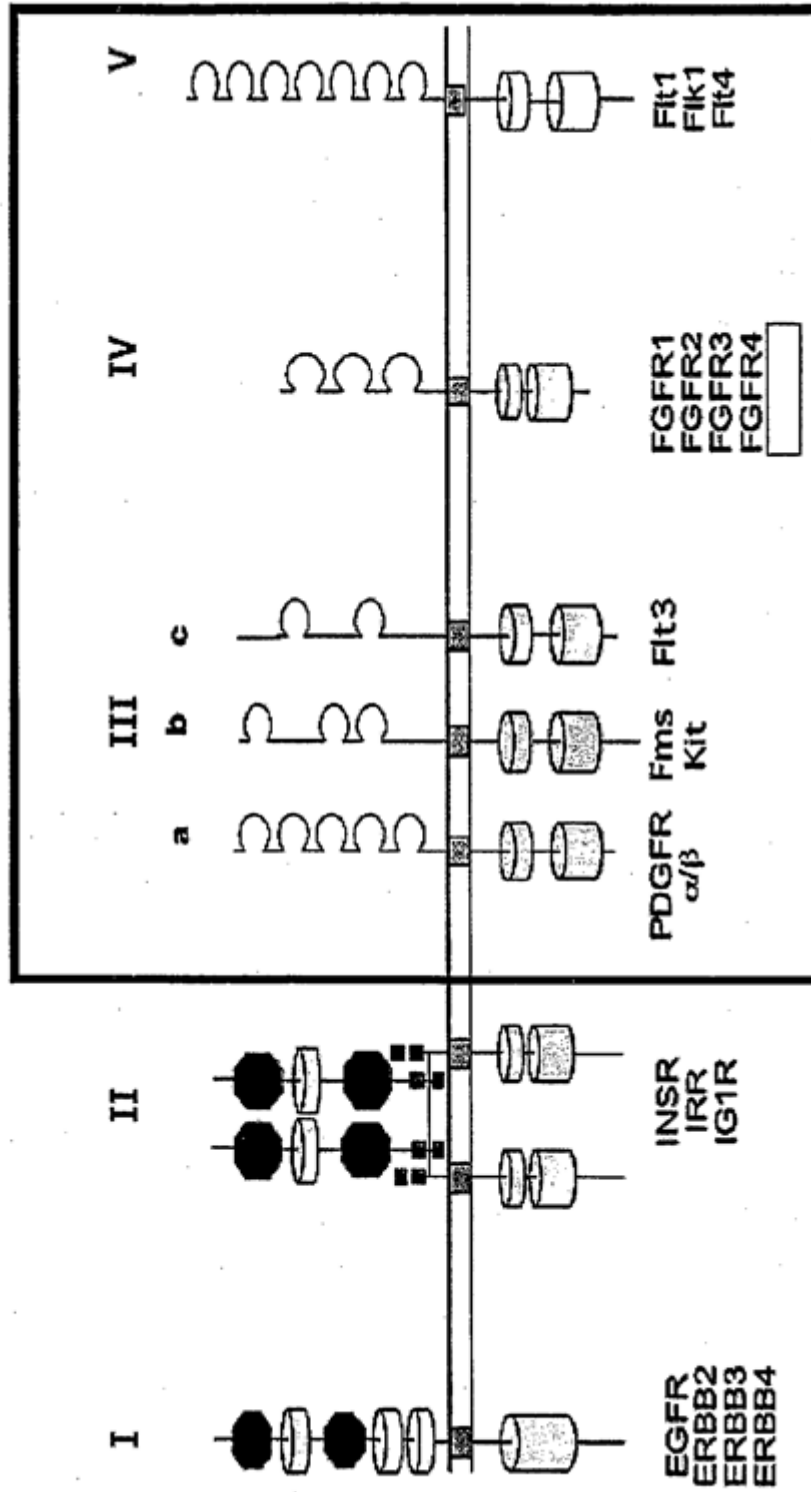 I
II
III
IV
V
a
b
c
EGFR
ERBB2
ERBB3
ERBB4
INSR
IRR
IG1R
PDGFR
α/β
Fms
Kit
Flt3
FGFR1
FGFR2
FGFR3
FGFR4
Flt1
Flk1
Flt4